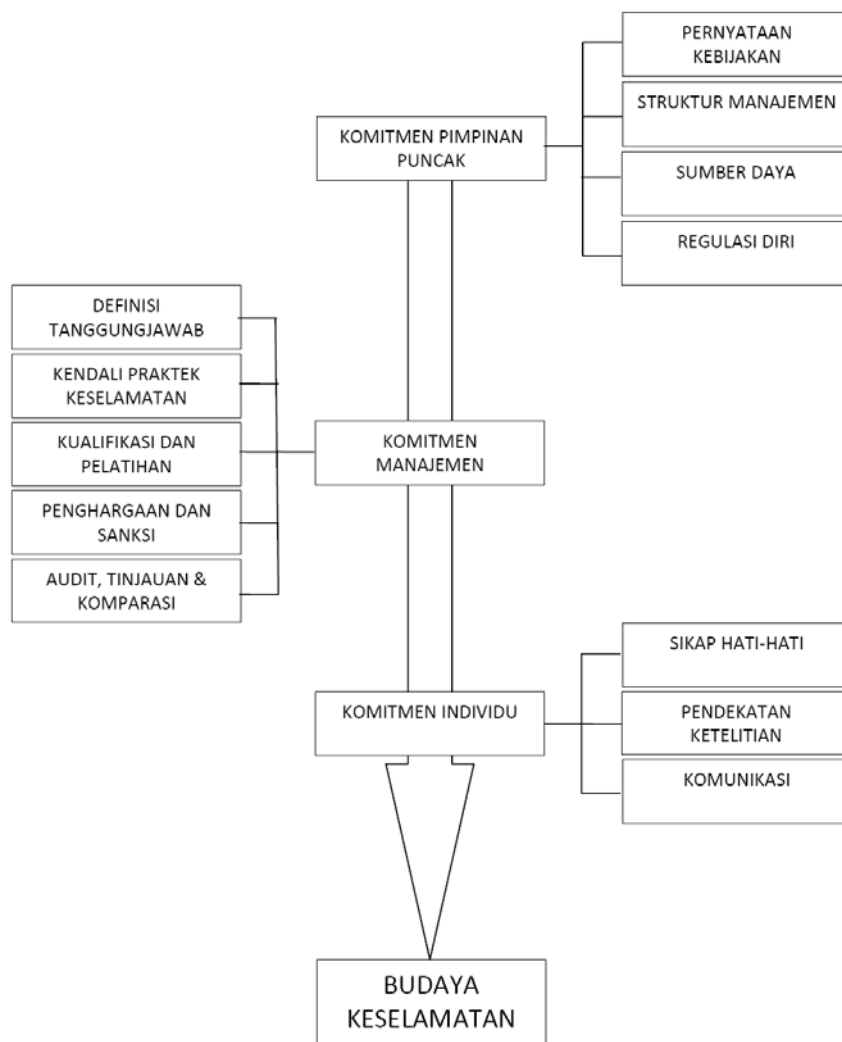 PERNYATAAN
KEBIJAKAN
STRUKTUR MANAJEMEN
KOMITMEN PIMPINAN
PUNCAK
SUMBER DAYA
REGULASI DIRI
DEFINISI
TANGGUNGJAWAB
KENDALI PRAKTEK
KESELAMATAN
KUALIFIKASI DAN
PELATIHAN
PENGHARGAAN DAN
SANKSI
AUDIT, TINJAUAN &
KOMPARASI
KOMITMEN
MANAJEMEN
SIKAP HATI-HATI
KOMITMEN INDIVIDU
PENDEKATAN
KETELITIAN
KOMUNIKASI
BUDAYA
KESELAMATAN